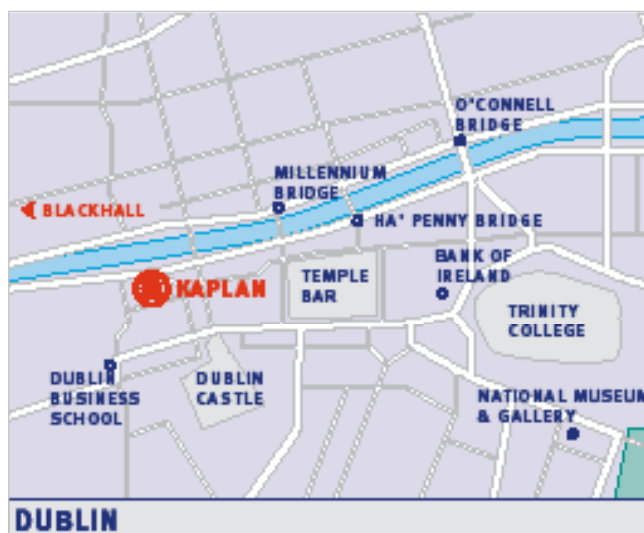 O'CONNELL
BRIDGE
MILLENNIUM
BRIDGE
BLACKHALL
HA' PENNY BRIDGE
BANK OF
IRELAND
KAPLAN
TEMPLE
BAR
TRINITY
COLLEGE
DUBLIN
BUSINESS
SCHOOL
DUBLIN
CASTLE
NATIONAL MUSEUM
& GALLERY
DUBLIN